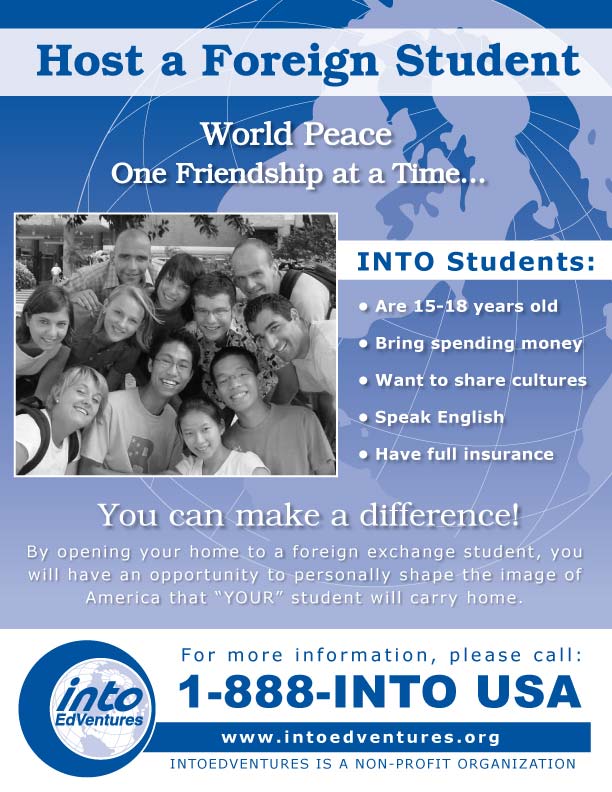 Host a Foreign Student
World Peace
One Friendship at a Time...
INTO Students:
• Are 15-18 years old
• Bring spending money
• Want to share cultures
• Speak English
• Have full insurance
You can make a difference!
By opening your home to a foreign exchange student, you
will have an opportunity to personally shape the image of
America that “YOUR” student will carry home.
into
EdVentures
For more information, please call:
1-888-INTO USA
www.intoedventures.org
INTOEDVENTURES IS A NON-PROFIT ORGANIZATION